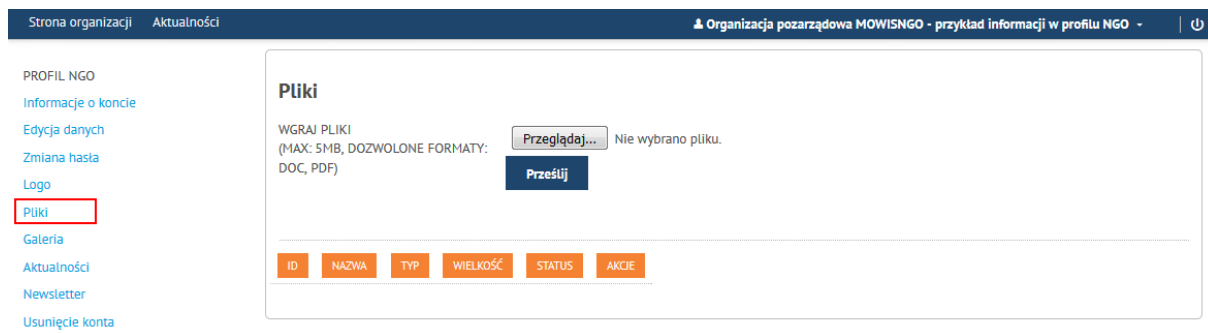 Strona organizacji Aktualności Organizacja pozarządowa MOWISNGO - przykład informacji w profilu NGO
PROFIL NGO
Informacje o koncie
Edycja danych
Zmiana hasła
Logo
Pliki
Galeria
Aktualności
Newsletter
Usunięcie konta
Pliki
WGRAJ PLIKI
(MAX: 5MB, DOZWOLONE FORMATY:
DOC, PDF)
Przeglądaj... Nie wybrano pliku.
Prześlij
ID NAZWA TYP WIELKOŚĆ STATUS AKCJE